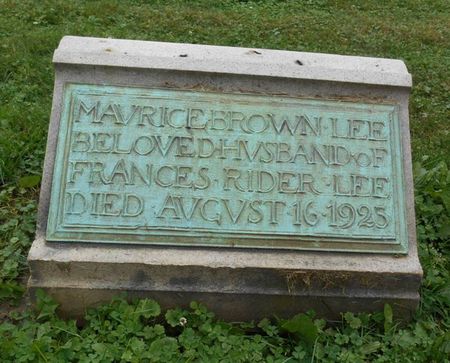 MAVRICE·BROWN·LEE
BELOVED·HVSBAND·OF
FRANCES·RIDER·LEE
DIED AVGVST·16·1925